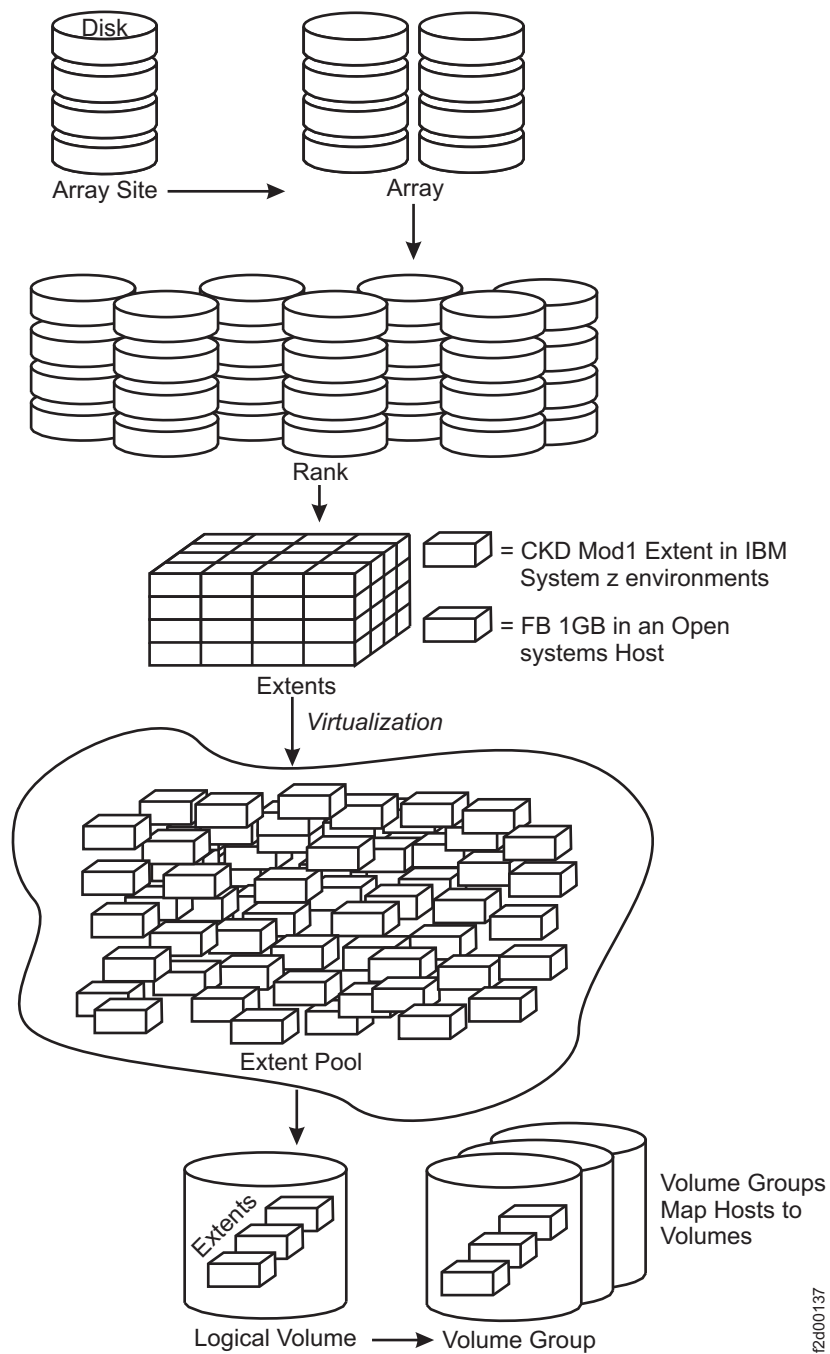 Disk
Array Site
Array
Rank
= CKD Mod1 Extent in IBM
System z environments
= FB 1GB in an Open
systems Host
Extents
Virtualization
Extent Pool
Extents
Volume Groups
Map Hosts to
Volumes
Logical Volume
Volume Group
f2d00137